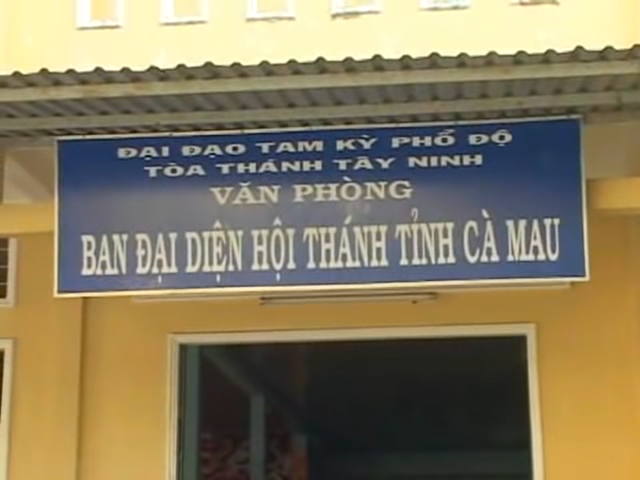 ĐẠI ĐẠO TAM KỲ PHỔ ĐỘ
TÒA THÁNH TÂY NINH
VĂN PHÒNG
BAN ĐẠI DIỆN HỘI THÁNH TỈNH CÀ MAU